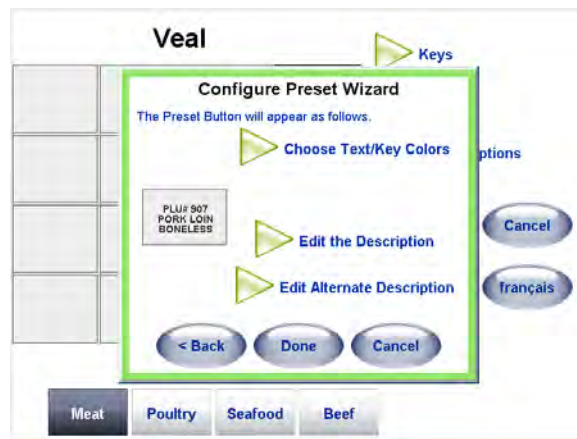 Veal
Keys
Configure Preset Wizard
The Preset Button will appear as follows.
Choose Text/Key Colors
ptions
PLU# 907
PORK LOIN
BONELESS
Cancel
Edit the Description
Edit Alternate Description
français
< Back
Done
Cancel
Meat
Poultry
Seafood
Beef